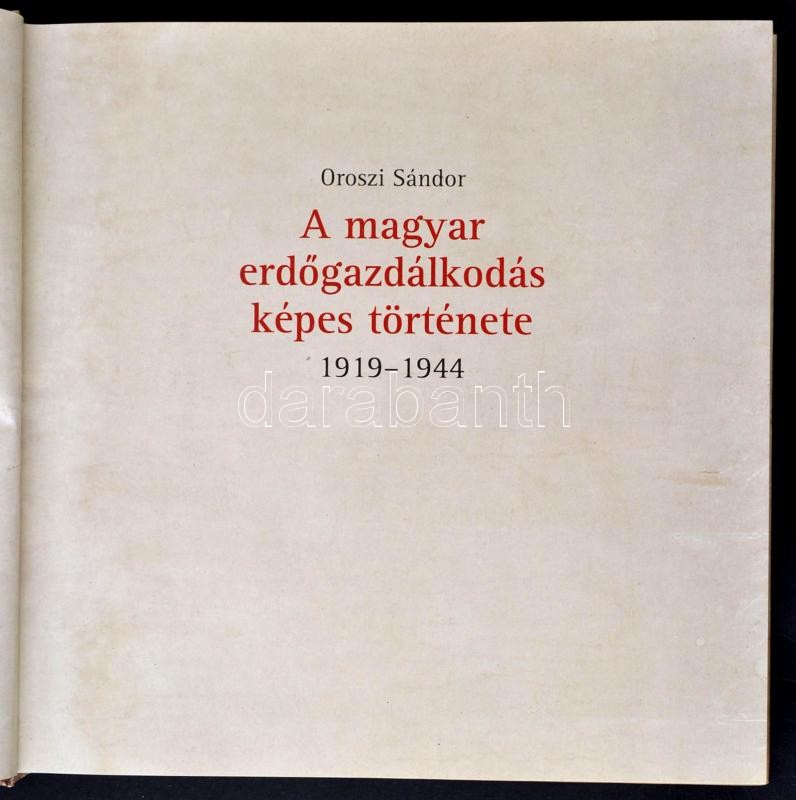 Oroszi Sándor
A magyar
erdőgazdálkodás
képes története
1919–1944
darabanth